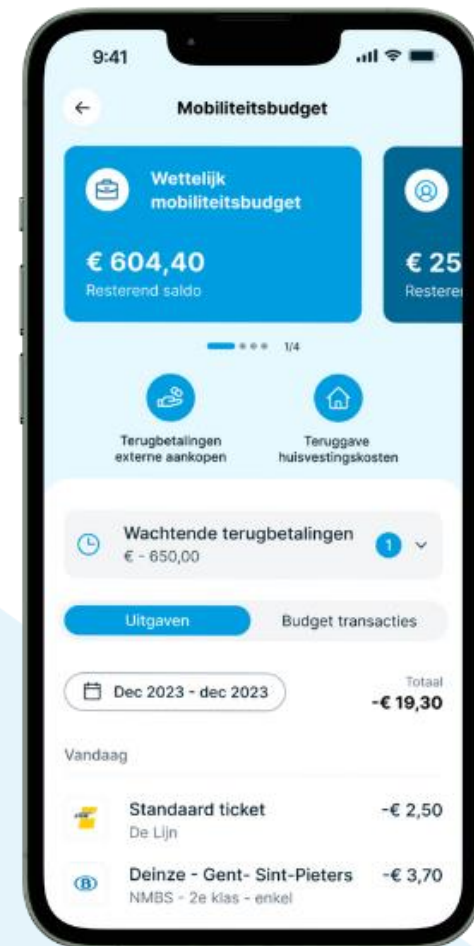 9:41
Mobiliteitsbudget
Wettelijk
mobiliteitsbudget
€ 604,40
Resterend saldo
€ 25
Restere
1/4
Terugbetalingen
externe aankopen
Teruggave
huisvestingskosten
Wachtende terugbetalingen
€ - 650,00
1
Uitgaven
Budget transacties
Dec 2023 - dec 2023
Totaal
-€ 19,30
Vandaag
Standaard ticket
-€ 2,50
De Lijn
B
Deinze - Gent- Sint-Pieters
-€ 3,70
NMBS - 2e klas - enkel